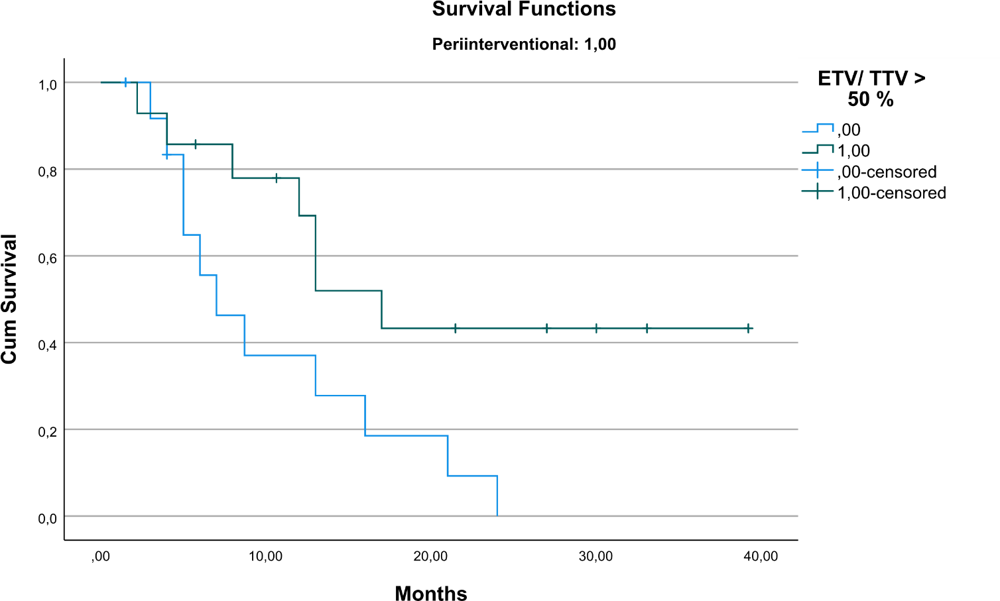 Survival Functions
Periinterventional: 1,00
ETV/ TTV >
50 %
,00
1,00
,00-censored
1,00-censored
Cum Survival
1,0
0,8
0,6
0,4
0,2
0,0
,00 10,00 20,00 30,00 40,00
Months